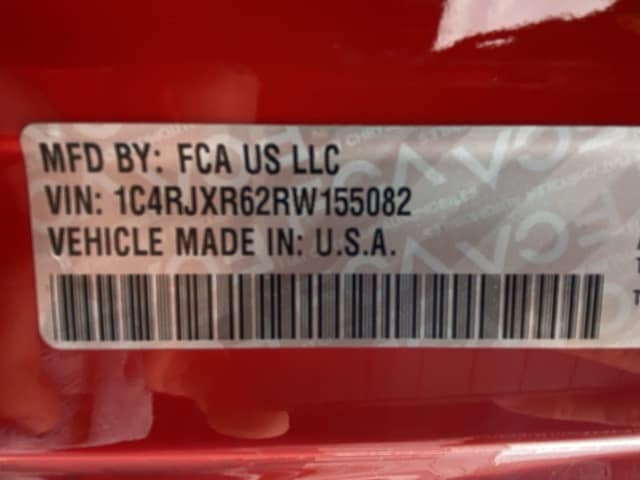 MFD BY: FCA US LLC
VIN: 1C4RJXR62RW155082
VEHICLE MADE IN: U.S.A.